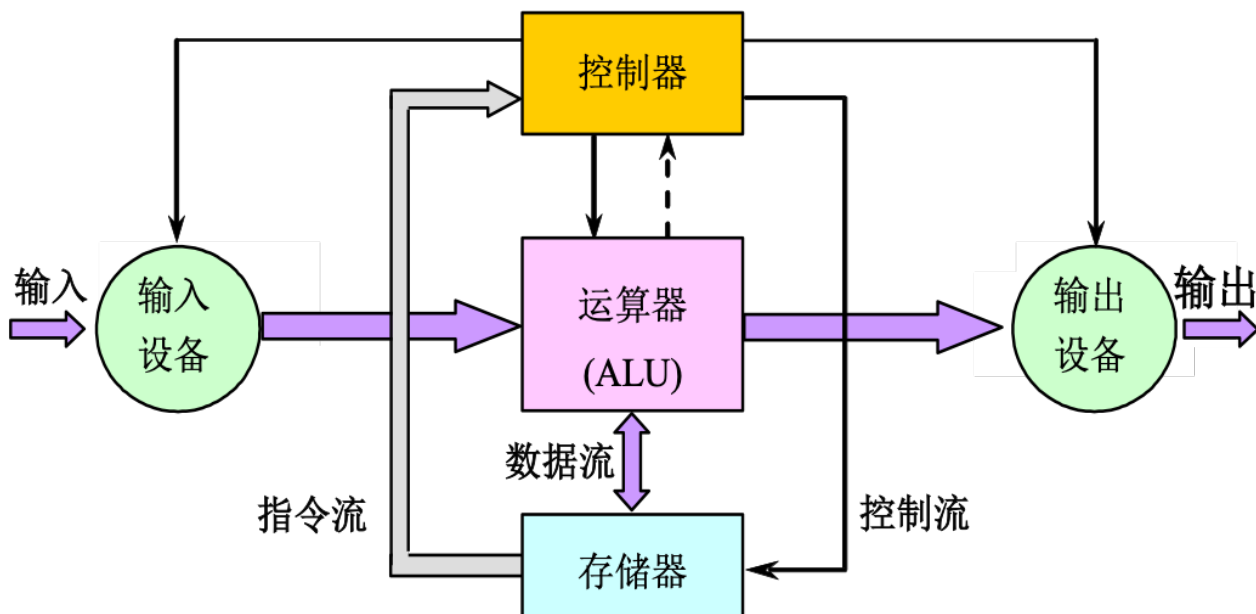 控制器
输入
输入
设备
运算器
(ALU)
输出
设备
输出
数据流
指令流
控制流
存储器